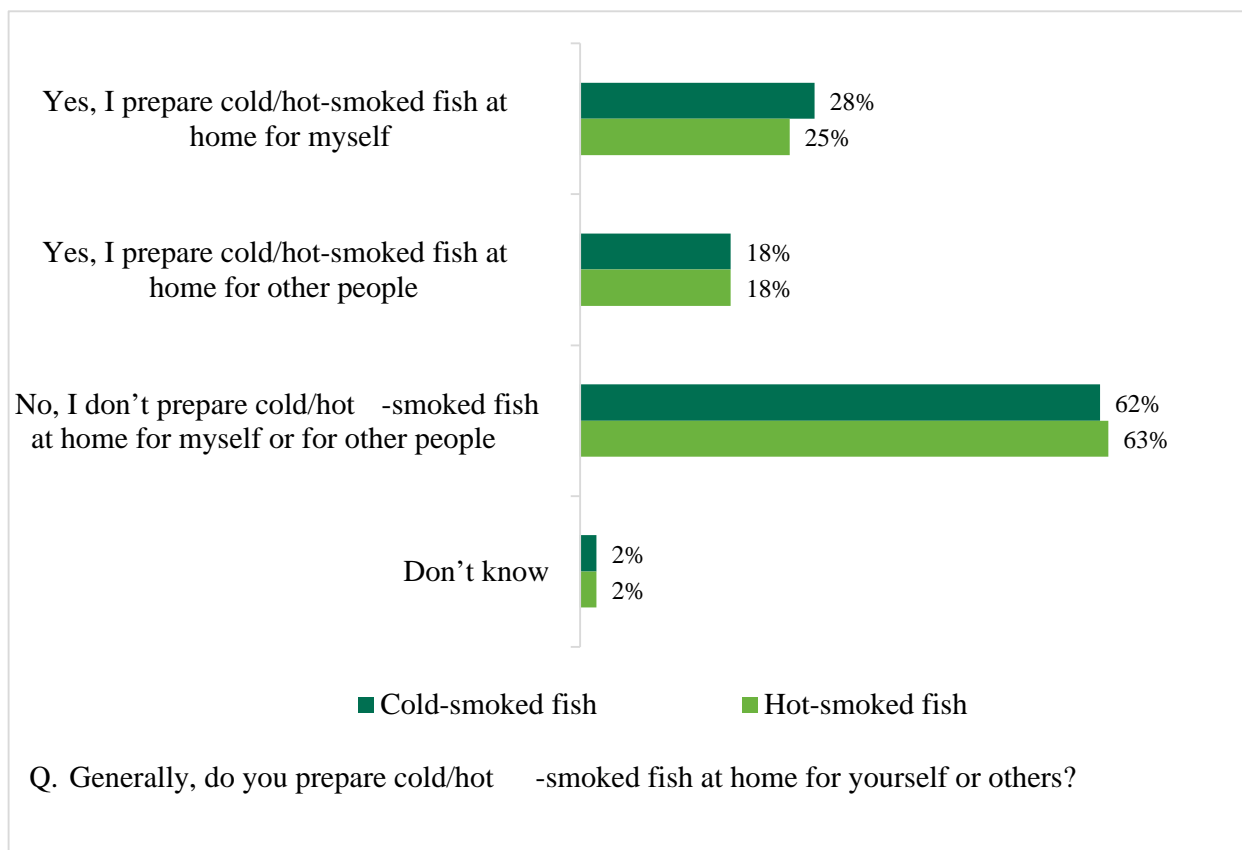 Yes, I prepare cold/hot-smoked fish at
home for myself
28%
25%
Yes, I prepare cold/hot-smoked fish at
home for other people
18%
18%
No, I don’t prepare cold/hot -smoked fish
at home for myself or for other people
62%
63%
Don’t know
2%
2%
Cold-smoked fish
Hot-smoked fish
Q. Generally, do you prepare cold/hot -smoked fish at home for yourself or others?